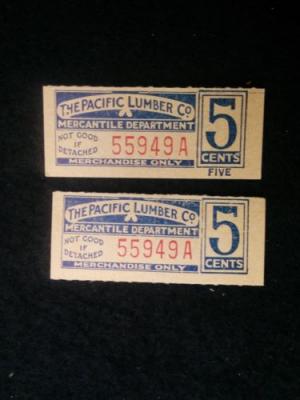 THE PACIFIC LUMBER CO.
MERCANTILE DEPARTMENT
NOT GOOD
IF
DETACHED
55949A
MERCHANDISE ONLY
5
CENTS
FIVE
THE PACIFIC LUMBER CO.
MERCANTILE DEPARTMENT
NOT GOOD
IF
DETACHED
55949A
MERCHANDISE ONLY
5
CENTS